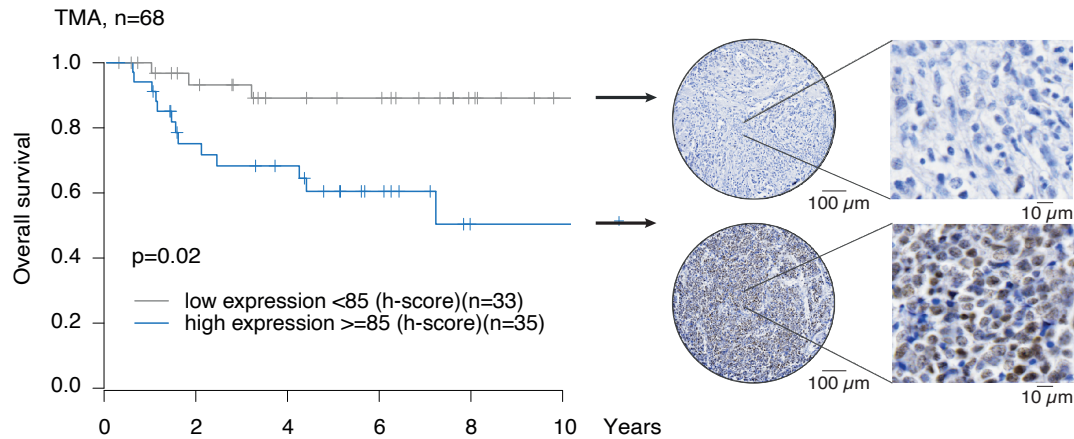 TMA, n=68
1.0
0.8
0.6
0.4
0.2
0.0
Overall survival
p=0.02
low expression <85 (h-score)(n=33)
high expression >=85 (h-score)(n=35)
0 2 4 6 8 10 Years
100 µm
10 µm
100 µm
10 µm